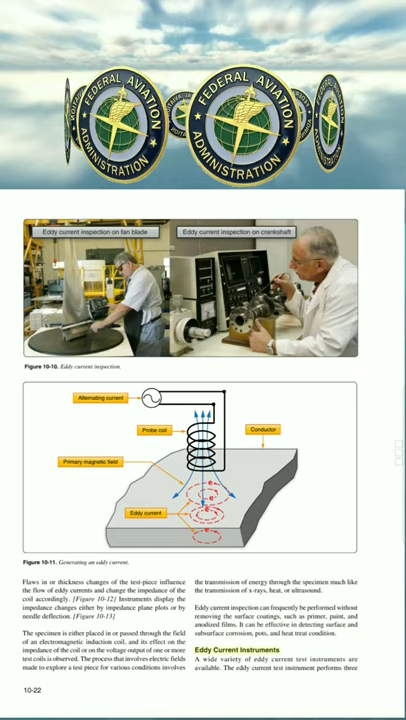 FEDERAL AVIATION
ADMINISTRATION
FEDERAL AVIATION
ADMINISTRATION
Eddy current inspection on fan blade
Eddy current inspection on crankshaft
Figure 10-10. Eddy current inspection.
Alternating current
Probe coil
Conductor
Primary magnetic field
Eddy current
e-
e-
e-
e-
Figure 10-11. Generating an eddy current.
Flaws in or thickness changes of the test-piece influence
the flow of eddy currents and change the impedance of the
coil accordingly. [Figure 10-12] Instruments display the
impedance changes either by impedance plane plots or by
needle deflection. [Figure 10-13]
The specimen is either placed in or passed through the field
of an electromagnetic induction coil, and its effect on the
impedance of the coil or on the voltage output of one or more
test coils is observed. The process that involves electric fields
made to explore a test piece for various conditions involves
the transmission of energy through the specimen much like
the transmission of x-rays, heat, or ultrasound.
Eddy current inspection can frequently be performed without
removing the surface coatings, such as primer, paint, and
anodized films. It can be effective in detecting surface and
subsurface corrosion, pots, and heat treat condition.
Eddy Current Instruments
A wide variety of eddy current test instruments are
available. The eddy current test instrument performs three
10-22